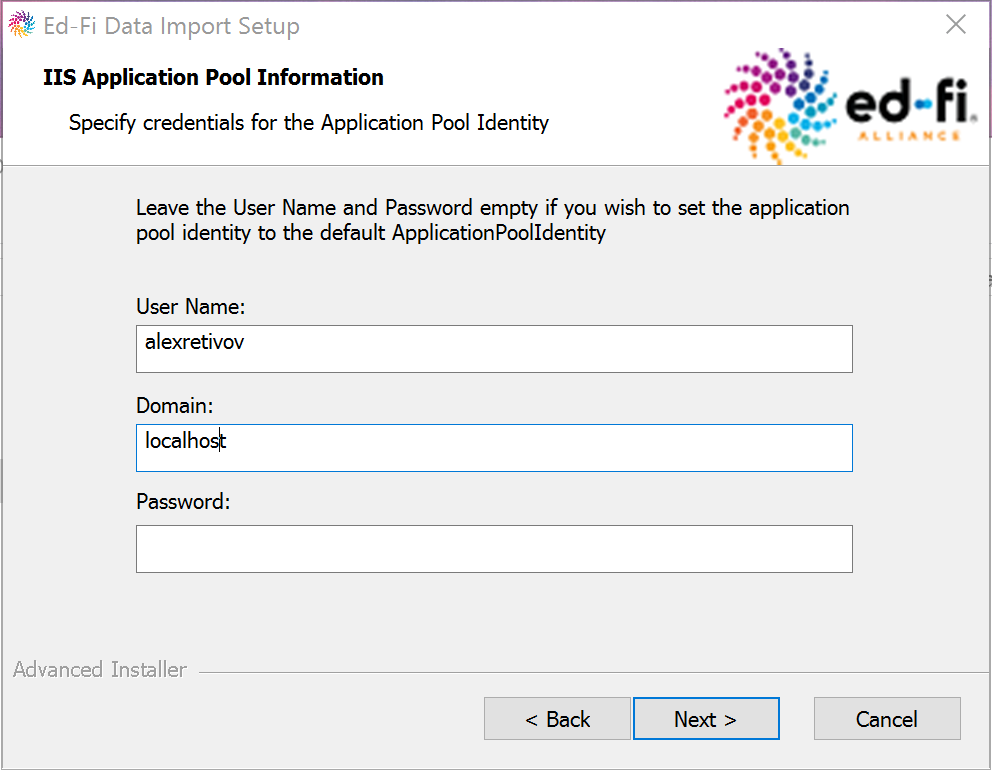 Ed-Fi Data Import Setup
IIS Application Pool Information
Specify credentials for the Application Pool Identity
ed-fi
ALLIANCE
Leave the User Name and Password empty if you wish to set the application
pool identity to the default ApplicationPoolIdentity
User Name:
alexretivov
Domain:
localhost
Password:
Advanced Installer
< Back
Next >
Cancel